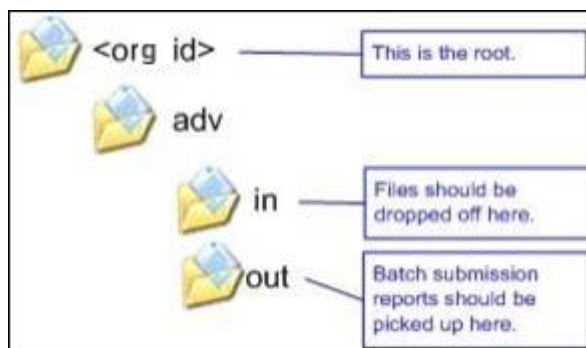 <org id>
This is the root.
adv
in
Files should be
dropped off here.
out
Batch submission
reports should be
picked up here.